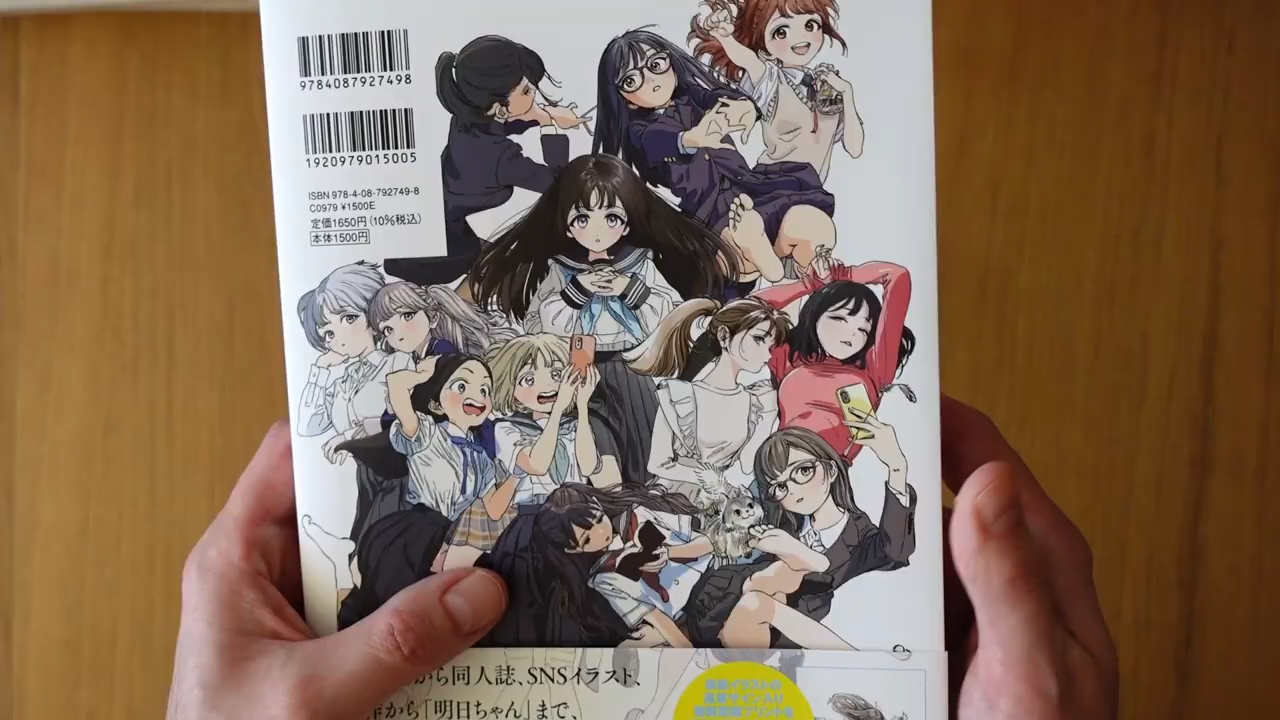 9784087927498
1920979015005
ISBN 978-4-08-792749-8
C0979 ¥1500E
定価1650円(10%税込)
本体1500円
から同人誌、SNSイラスト、
作から「明日ちゃん」まで、